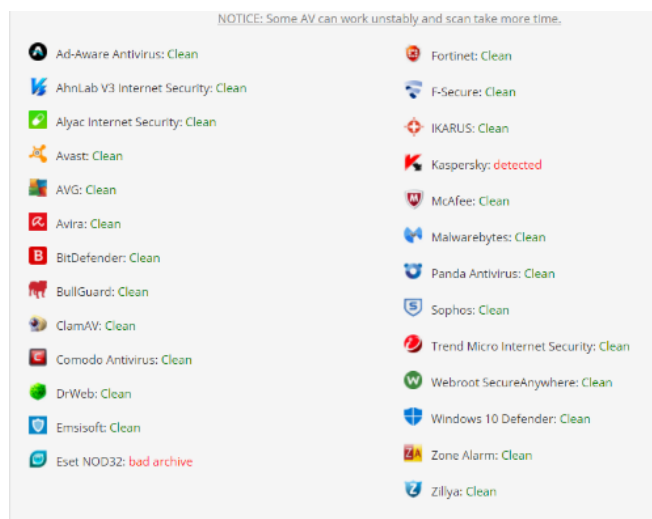 NOTICE: Some AV can work unstably and scan take more time.
Ad-Aware Antivirus: Clean
AhnLab V3 Internet Security: Clean
Alyac Internet Security: Clean
Avast: Clean
AVG: Clean
Avira: Clean
BitDefender: Clean
BullGuard: Clean
ClamAV: Clean
Comodo Antivirus: Clean
DrWeb: Clean
Emsisoft: Clean
Eset NOD32: bad archive
Fortinet: Clean
F-Secure: Clean
IKARUS: Clean
Kaspersky: detected
McAfee: Clean
Malwarebytes: Clean
Panda Antivirus: Clean
Sophos: Clean
Trend Micro Internet Security: Clean
Webroot SecureAnywhere: Clean
Windows 10 Defender: Clean
Zone Alarm: Clean
Zillya: Clean